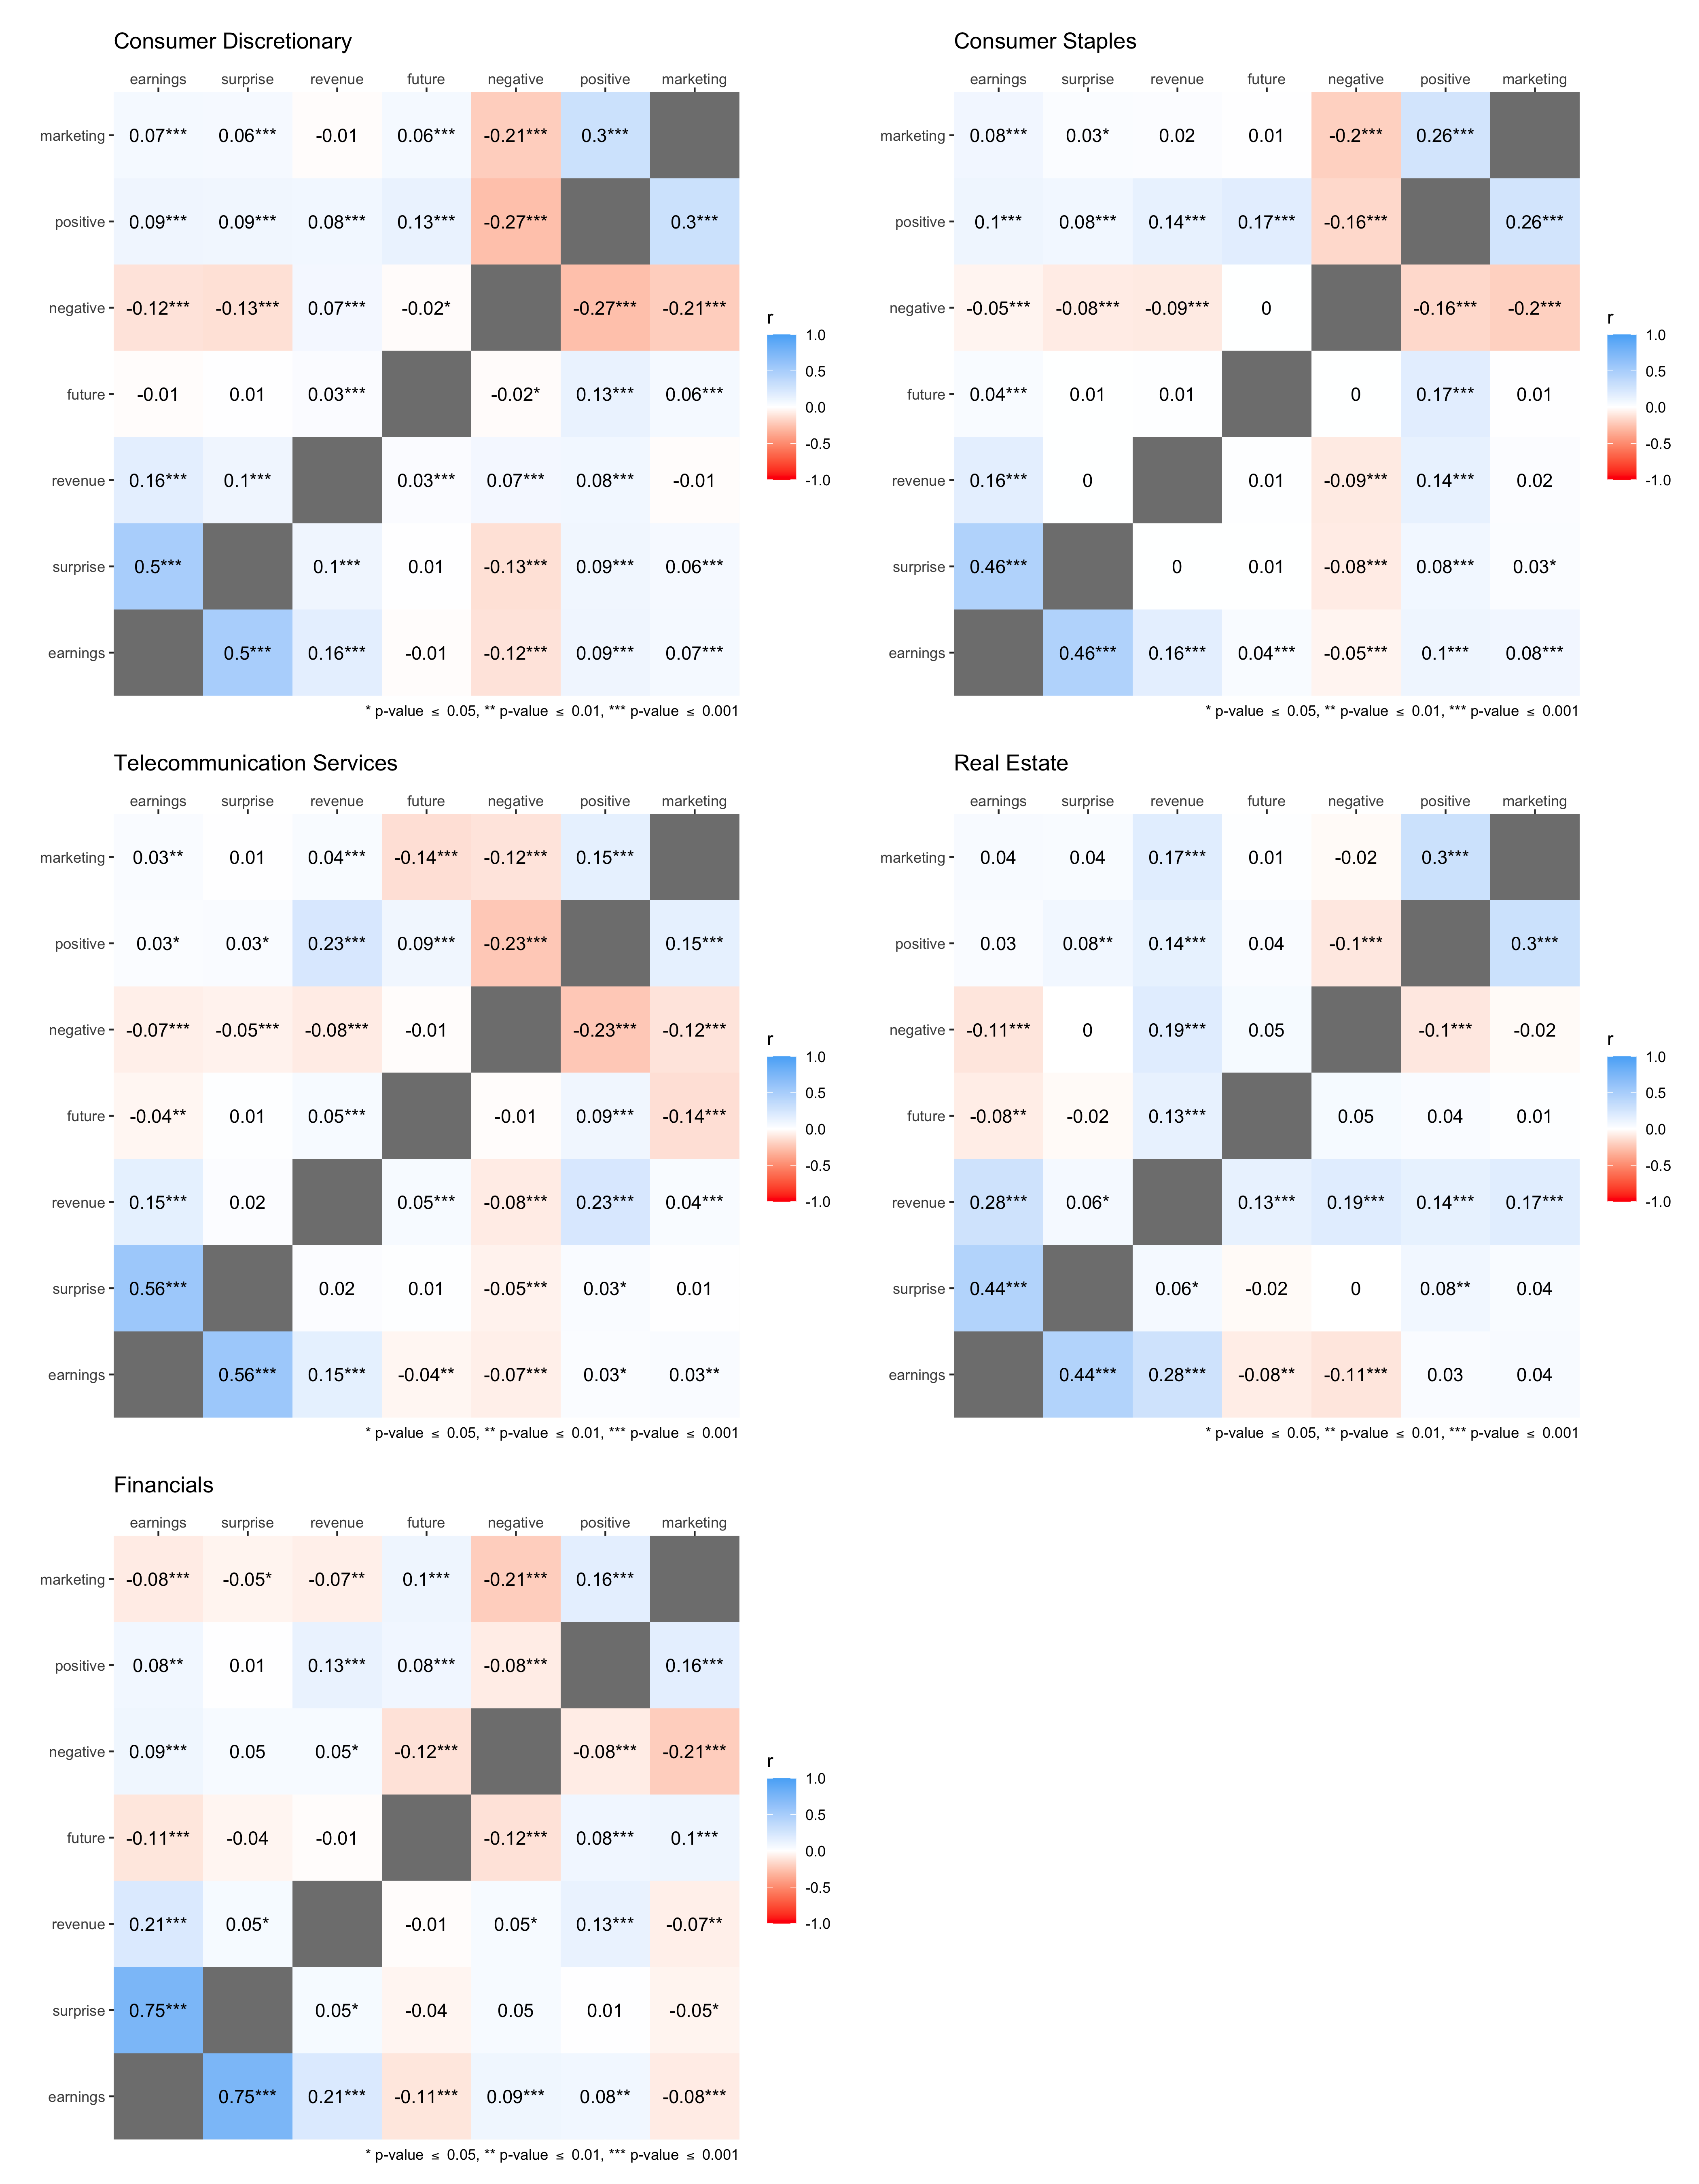 Consumer Discretionary
earnings surprise revenue future negative positive marketing
marketing 0.07*** 0.06*** -0.01 0.06*** -0.21*** 0.3***
positive 0.09*** 0.09*** 0.08*** 0.13*** -0.27*** 0.3***
negative -0.12*** -0.13*** 0.07*** -0.02* -0.27*** -0.21***
future -0.01 0.01 0.03*** -0.02* 0.13*** 0.06***
revenue 0.16*** 0.1*** 0.03*** 0.07*** 0.08*** -0.01
surprise 0.5*** 0.1*** 0.01 -0.13*** 0.09*** 0.06***
earnings 0.5*** 0.16*** -0.01 -0.12*** 0.09*** 0.07***
* p-value ≤ 0.05, ** p-value ≤ 0.01, *** p-value ≤ 0.001
r
1.0
0.5
0.0
-0.5
-1.0
Consumer Staples
earnings surprise revenue future negative positive marketing
marketing 0.08*** 0.03* 0.02 0.01 -0.2*** 0.26***
positive 0.1*** 0.08*** 0.14*** 0.17*** -0.16*** 0.26***
negative -0.05*** -0.08*** -0.09*** 0 -0.16*** -0.2***
future 0.04*** 0.01 0.01 0 0.17*** 0.01
revenue 0.16*** 0 0.01 -0.09*** 0.14*** 0.02
surprise 0.46*** 0 0.01 -0.08*** 0.08*** 0.03*
earnings 0.46*** 0.16*** 0.04*** -0.05*** 0.1*** 0.08***
* p-value ≤ 0.05, ** p-value ≤ 0.01, *** p-value ≤ 0.001
r
1.0
0.5
0.0
-0.5
-1.0
Telecommunication Services
earnings surprise revenue future negative positive marketing
marketing 0.03** 0.01 0.04*** -0.14*** -0.12*** 0.15***
positive 0.03* 0.03* 0.23*** 0.09*** -0.23*** 0.15***
negative -0.07*** -0.05*** -0.08*** -0.01 -0.23*** -0.12***
future -0.04** 0.01 0.05*** -0.01 0.09*** -0.14***
revenue 0.15*** 0.02 0.05*** -0.08*** 0.23*** 0.04***
surprise 0.56*** 0.02 0.01 -0.05*** 0.03* 0.01
earnings 0.56*** 0.15*** -0.04** -0.07*** 0.03* 0.03**
* p-value ≤ 0.05, ** p-value ≤ 0.01, *** p-value ≤ 0.001
r
1.0
0.5
0.0
-0.5
-1.0
Real Estate
earnings surprise revenue future negative positive marketing
marketing 0.04 0.04 0.17*** 0.01 -0.02 0.3***
positive 0.03 0.08** 0.14*** 0.04 -0.1*** 0.3***
negative -0.11*** 0 0.19*** 0.05 -0.1*** -0.02
future -0.08** -0.02 0.13*** 0.05 0.04 0.01
revenue 0.28*** 0.06* 0.13*** 0.19*** 0.14*** 0.17***
surprise 0.44*** 0.06* -0.02 0 0.08** 0.04
earnings 0.44*** 0.28*** -0.08** -0.11*** 0.03 0.04
* p-value ≤ 0.05, ** p-value ≤ 0.01, *** p-value ≤ 0.001
r
1.0
0.5
0.0
-0.5
-1.0
Financials
earnings surprise revenue future negative positive marketing
marketing -0.08*** -0.05* -0.07** 0.1*** -0.21*** 0.16***
positive 0.08** 0.01 0.13*** 0.08*** -0.08*** 0.16***
negative 0.09*** 0.05 0.05* -0.12*** -0.08*** -0.21***
future -0.11*** -0.04 -0.01 -0.12*** 0.08*** 0.1***
revenue 0.21*** 0.05* -0.01 0.05* 0.13*** -0.07**
surprise 0.75*** 0.05* -0.04 0.05 0.01 -0.05*
earnings 0.75*** 0.21*** -0.11*** 0.09*** 0.08** -0.08***
* p-value ≤ 0.05, ** p-value ≤ 0.01, *** p-value ≤ 0.001
r
1.0
0.5
0.0
-0.5
-1.0